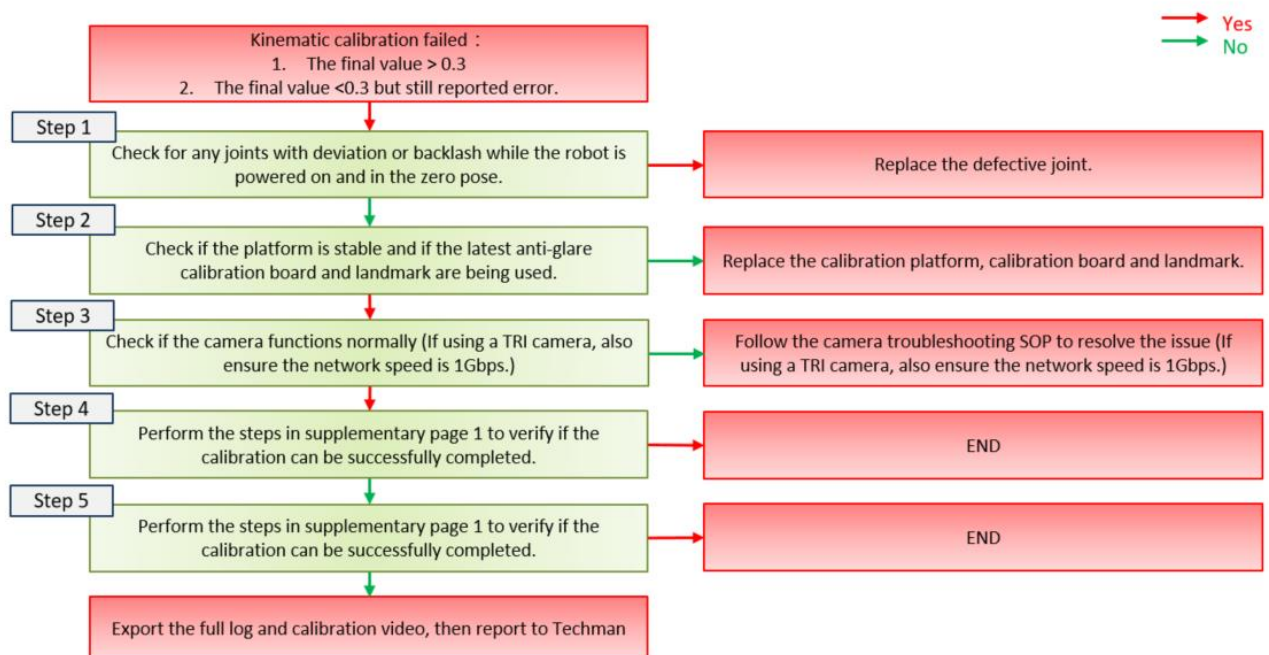 Yes
No
Kinematic calibration failed：
1. The final value > 0.3
2. The final value <0.3 but still reported error.
Step 1
Check for any joints with deviation or backlash while the robot is
powered on and in the zero pose.
Replace the defective joint.
Step 2
Check if the platform is stable and if the latest anti-glare
calibration board and landmark are being used.
Replace the calibration platform, calibration board and landmark.
Step 3
Check if the camera functions normally (If using a TRI camera, also
ensure the network speed is 1Gbps.)
Follow the camera troubleshooting SOP to resolve the issue (If
using a TRI camera, also ensure the network speed is 1Gbps.)
Step 4
Perform the steps in supplementary page 1 to verify if the
calibration can be successfully completed.
END
Step 5
Perform the steps in supplementary page 1 to verify if the
calibration can be successfully completed.
END
Export the full log and calibration video, then report to Techman